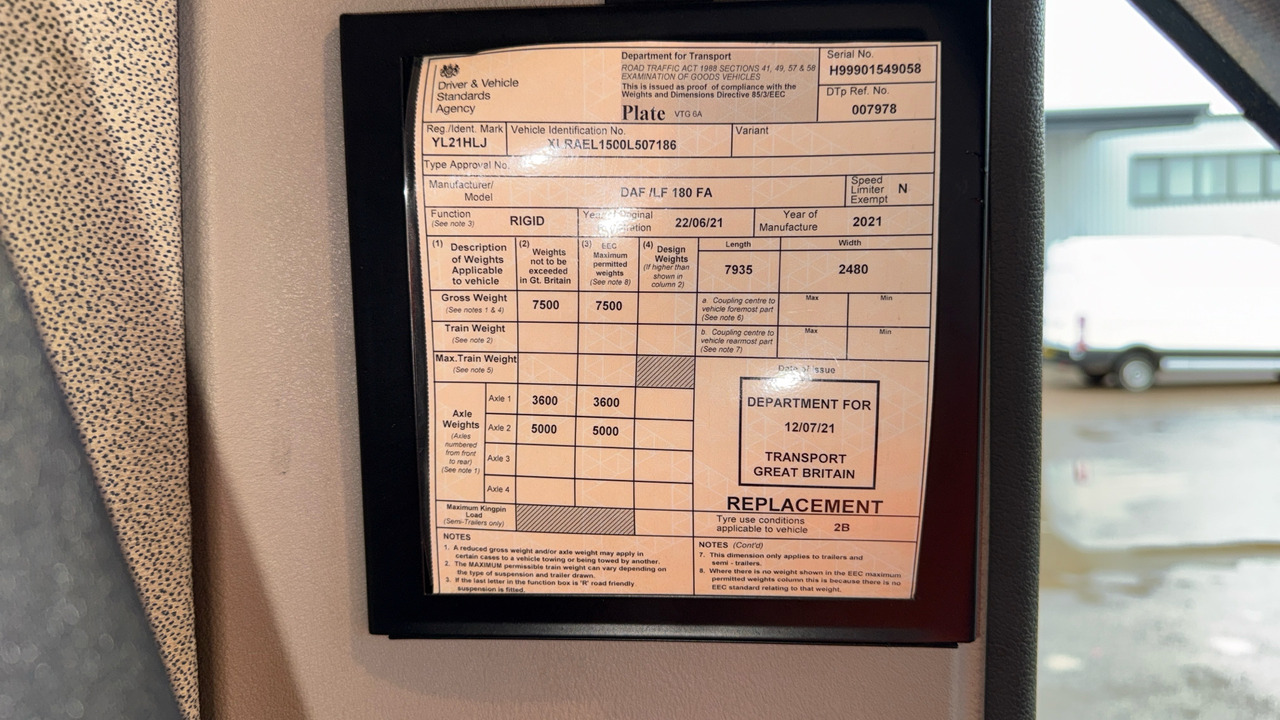 Driver & Vehicle
Standards
Agency
Department for Transport
ROAD TRAFFIC ACT 1988 SECTIONS 41, 49, 57 & 58
EXAMINATION OF GOODS VEHICLES
This is issued as proof of compliance with the
Weights and Dimensions Directive 85/3/EEC
Plate VTG 6A
Serial No.
H99901549058
DTp Ref. No.
007978
Reg./Ident. Mark
YL21HLJ
Vehicle Identification No.
XLRAEL1500L507186
Variant
Type Approval No.
Manufacturer/
Model
DAF /LF 180 FA
Speed
Limiter
Exempt
N
Function
(See note 3)
RIGID
Year of Original
22/06/21
Year of
Manufacture
2021
(1) Description
of Weights
Applicable
to vehicle
(2) Weights
not to be
exceeded
in Gt. Britain
(3) EEC
Maximum
permitted
weights
(See note 8)
(4) Design
Weights
(If higher than
shown in
column 2)
Length
7935
Width
2480
Gross Weight
(See notes 1 & 4)
7500
7500
a. Coupling centre to
vehicle foremost part
(See note 6)
Max
Min
Train Weight
(See note 2)
b. Coupling centre to
vehicle rearmost part
(See note 7)
Max
Min
Max.Train Weight
(See note 5)
Axle
Weights
(Axles
numbered
from front
to rear)
(See note 1)
Axle 1
3600
3600
Axle 2
5000
5000
Axle 3
Axle 4
Maximum Kingpin
Load
(Semi-Trailers only)
Date of Issue
DEPARTMENT FOR
12/07/21
TRANSPORT
GREAT BRITAIN
REPLACEMENT
Tyre use conditions
applicable to vehicle
2B
NOTES
1. A reduced gross weight and/or axle weight may apply in
certain cases to a vehicle towing or being towed by another.
2. The MAXIMUM permissible train weight can vary depending on
the type of suspension and trailer drawn.
3. If the last letter in the function box is 'R' road friendly
suspension is fitted.
NOTES (Cont'd)
7. This dimension only applies to trailers and
semi - trailers.
8. Where there is no weight shown in the EEC maximum
permitted weights column this is because there is no
EEC standard relating to that weight.